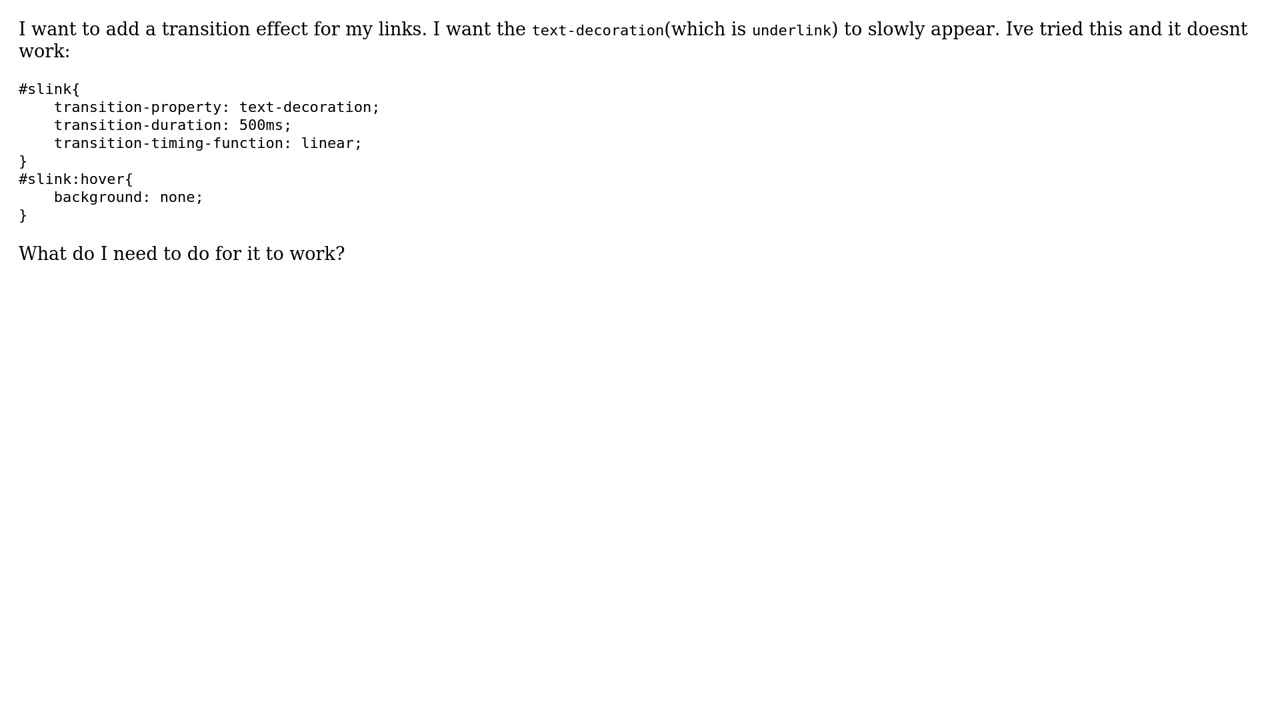 I want to add a transition effect for my links. I want the text-decoration(which is underlink) to slowly appear. Ive tried this and it doesnt
work:
#slink{
    transition-property: text-decoration;
    transition-duration: 500ms;
    transition-timing-function: linear;
}
#slink:hover{
    background: none;
}
What do I need to do for it to work?